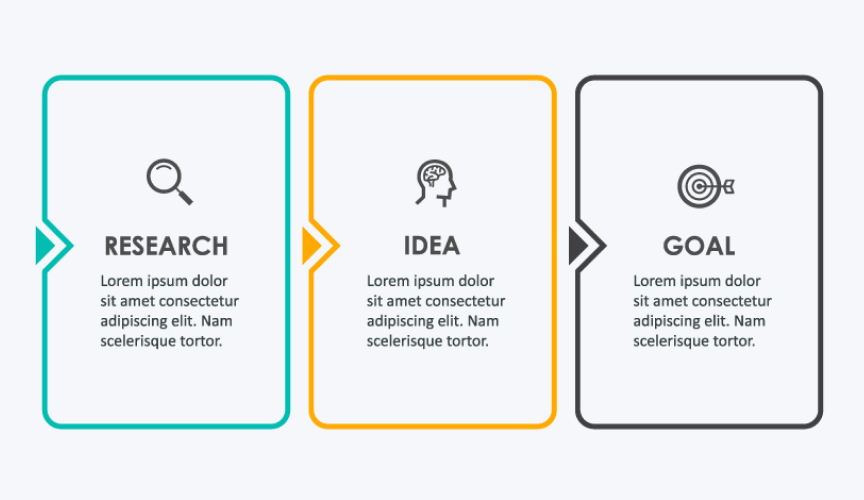 RESEARCH
Lorem ipsum dolor
sit amet consectetur
adipiscing elit. Nam
scelerisque tortor.
IDEA
Lorem ipsum dolor
sit amet consectetur
adipiscing elit. Nam
scelerisque tortor.
GOAL
Lorem ipsum dolor
sit amet consectetur
adipiscing elit. Nam
scelerisque tortor.